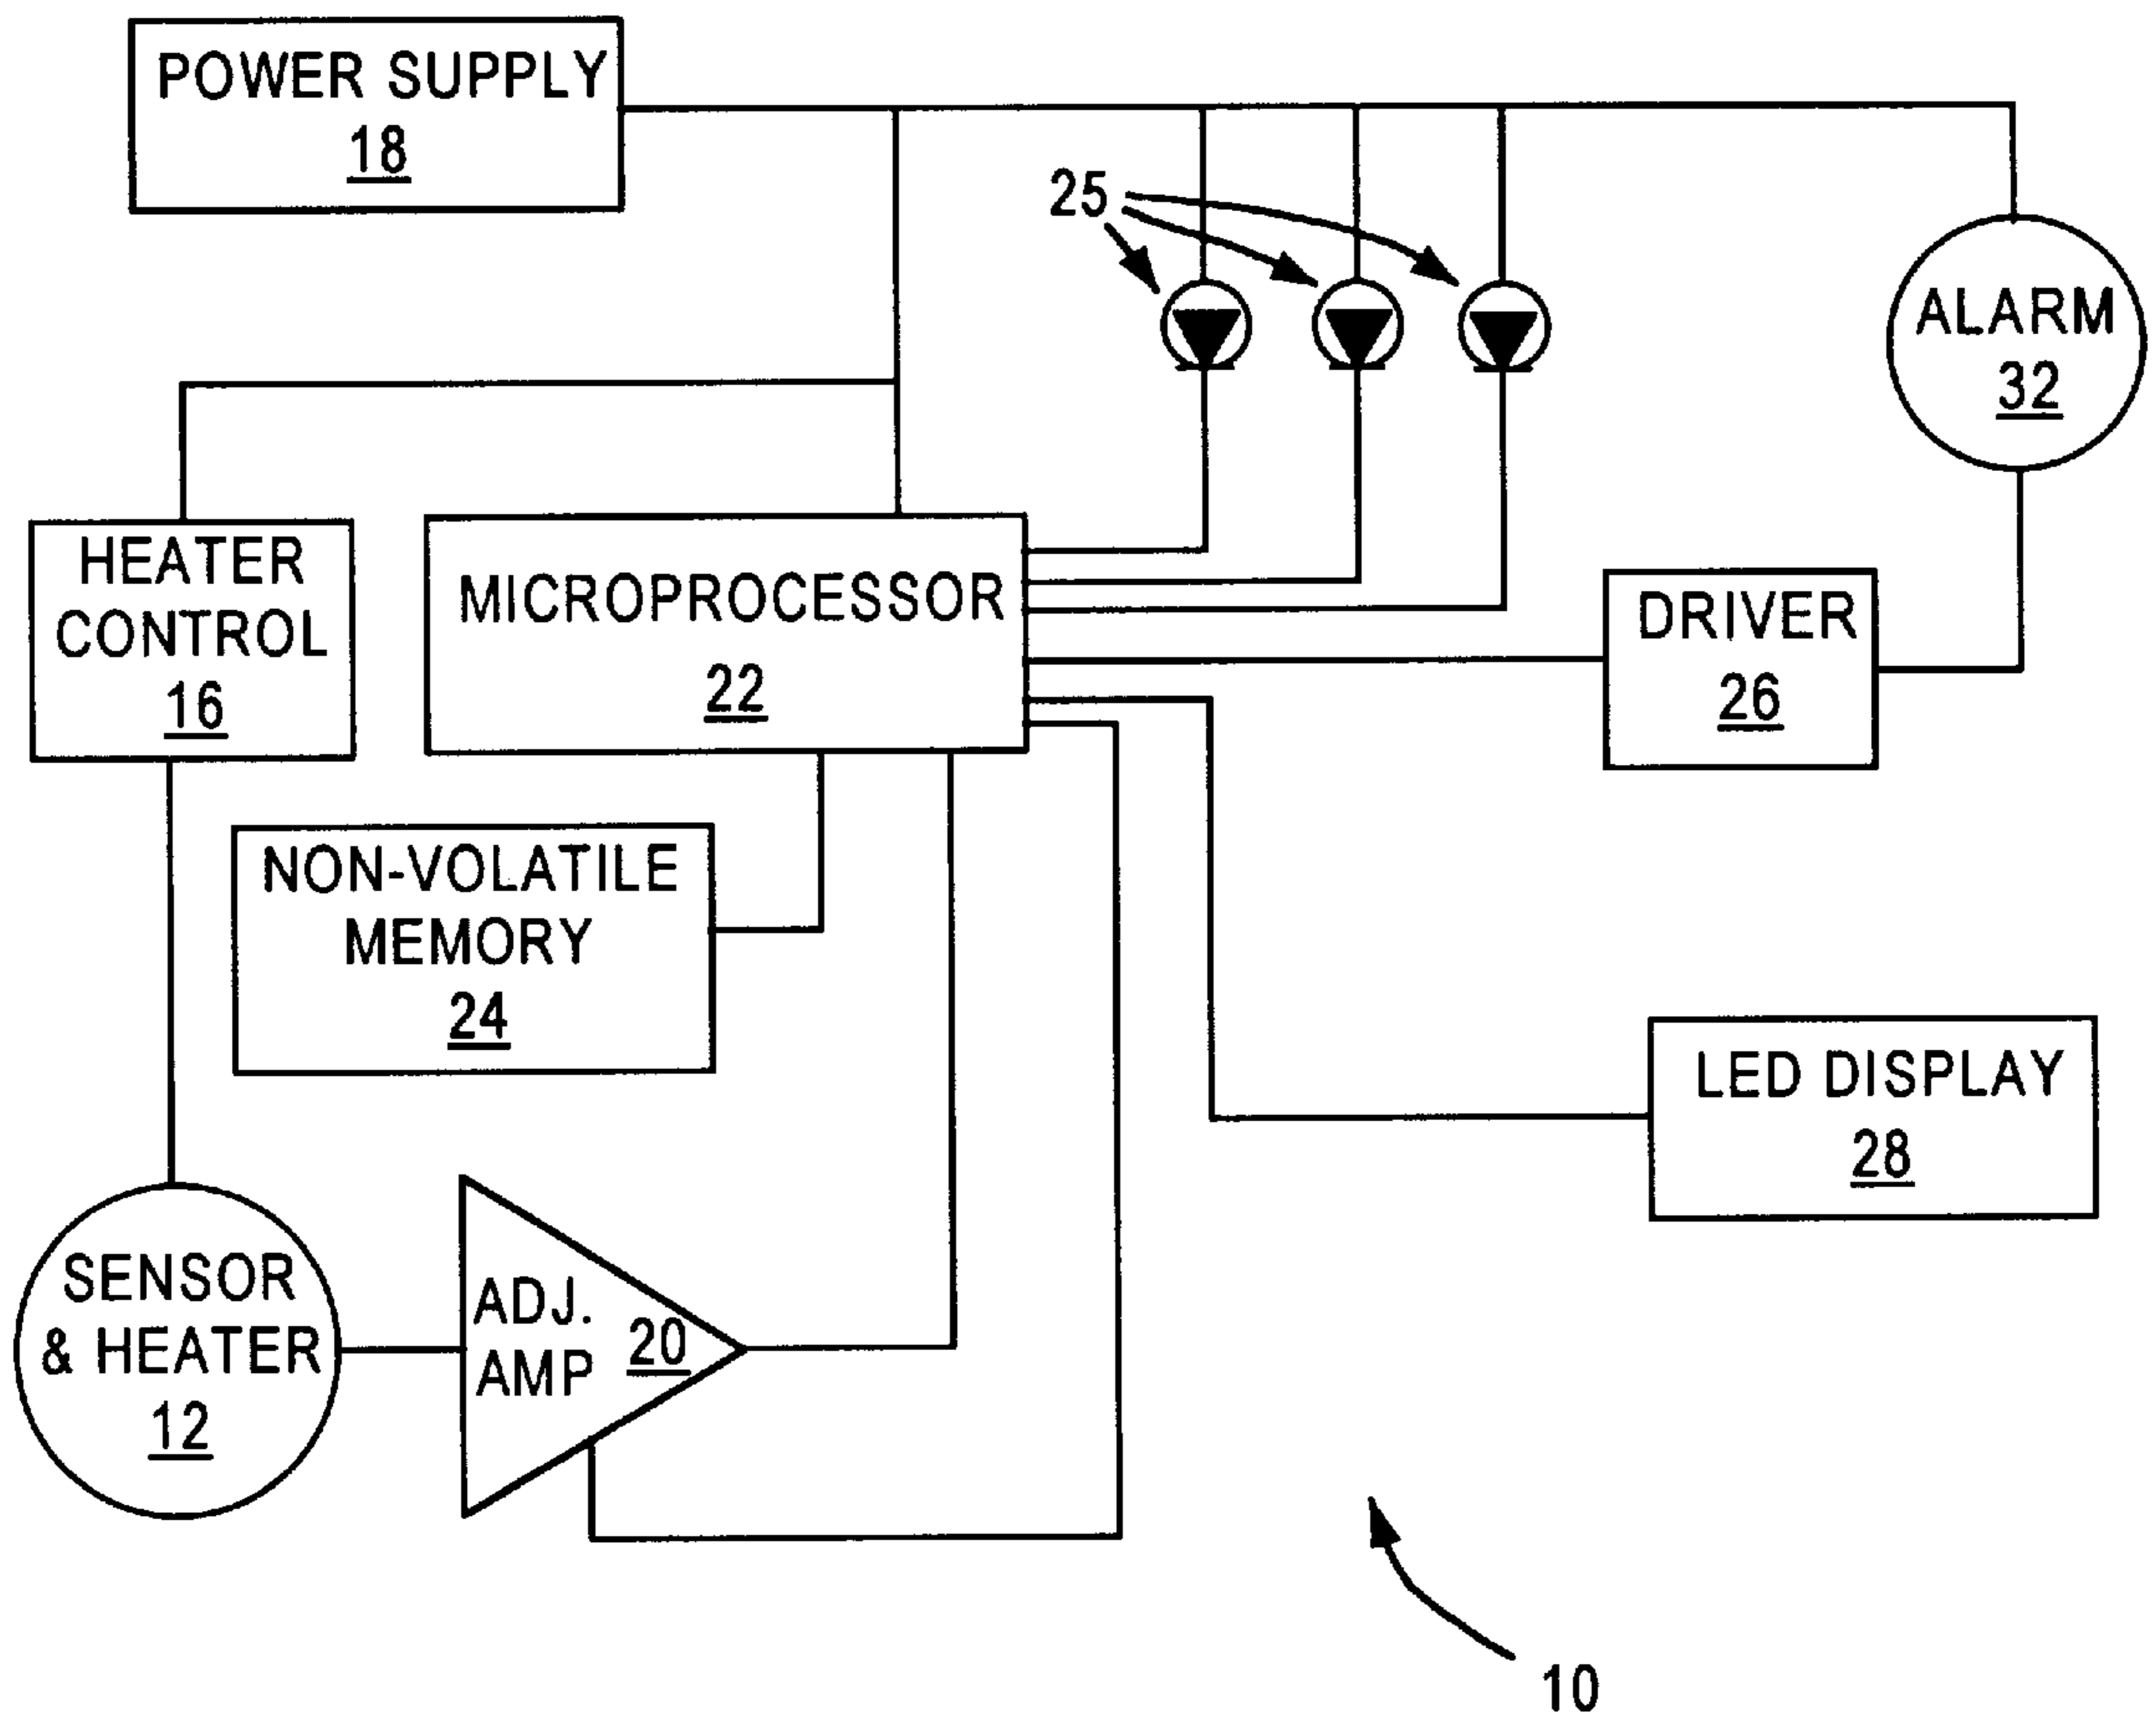 POWER SUPPLY
18
25
ALARM
32
HEATER
CONTROL
16
MICROPROCESSOR
22
DRIVER
26
NON-VOLATILE
MEMORY
24
LED DISPLAY
28
SENSOR
& HEATER
12
ADJ.
AMP
20
10